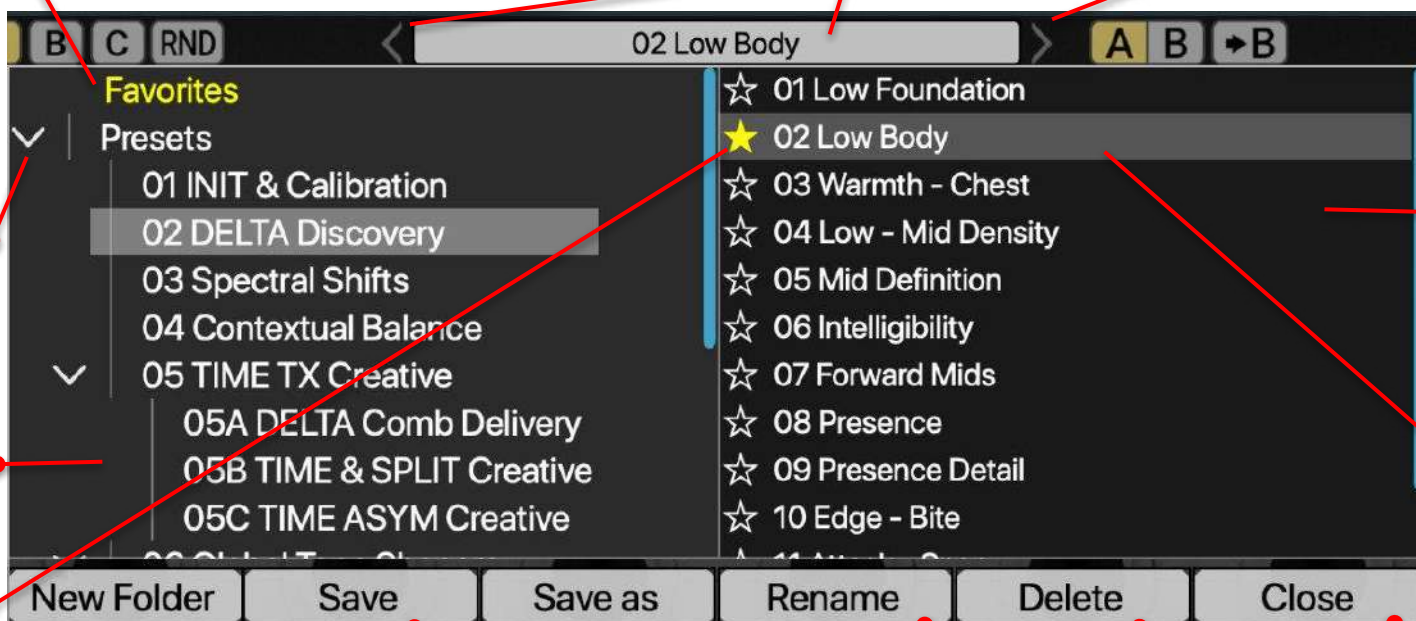 B C RND 02 Low Body A B ➔B
Favorites
Presets
01 INIT & Calibration
02 DELTA Discovery
03 Spectral Shifts
04 Contextual Balance
05 TIME TX Creative
05A DELTA Comb Delivery
05B TIME & SPLIT Creative
05C TIME ASYM Creative
01 Low Foundation
02 Low Body
03 Warmth - Chest
04 Low - Mid Density
05 Mid Definition
06 Intelligibility
07 Forward Mids
08 Presence
09 Presence Detail
10 Edge - Bite
New Folder Save Save as Rename Delete Close